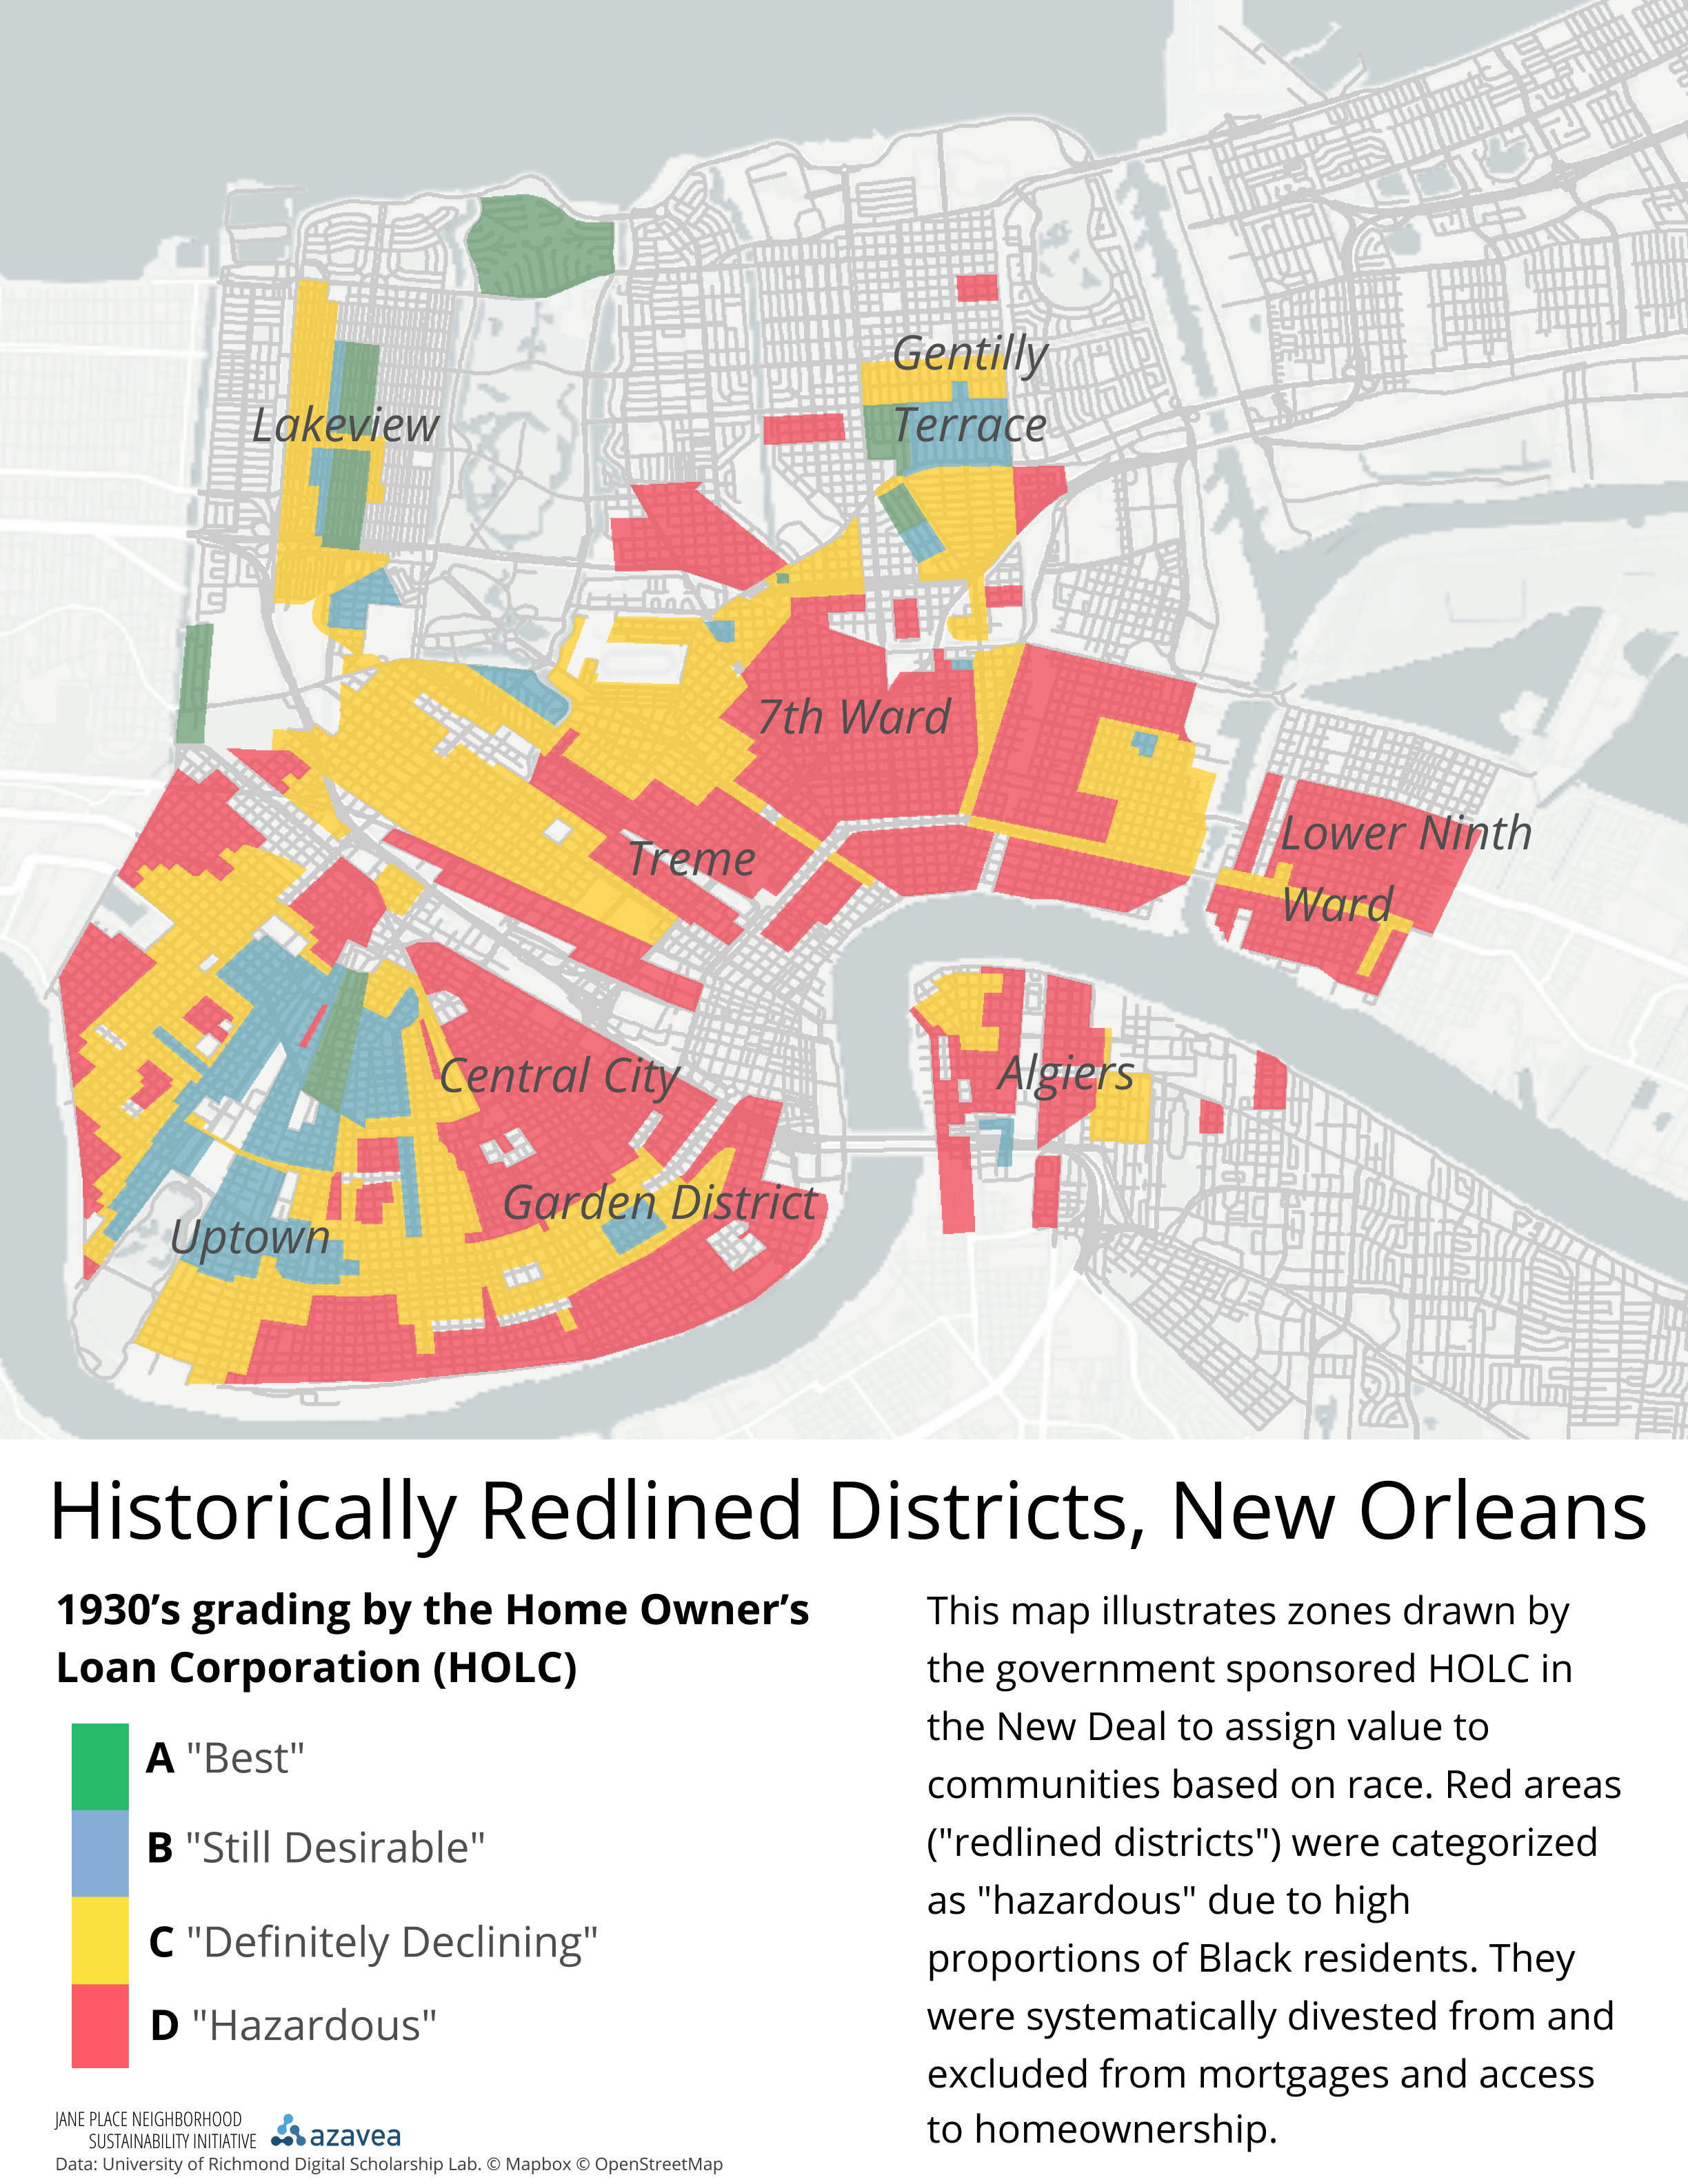 Gentilly
Terrace
Lakeview
7th Ward
Treme
Lower Ninth
Ward
Central City
Algiers
Garden District
Uptown
Historically Redlined Districts, New Orleans
1930’s grading by the Home Owner’s
Loan Corporation (HOLC)
A "Best"
B "Still Desirable"
C "Definitely Declining"
D "Hazardous"
This map illustrates zones drawn by
the government sponsored HOLC in
the New Deal to assign value to
communities based on race. Red areas
("redlined districts") were categorized
as "hazardous" due to high
proportions of Black residents. They
were systematically divested from and
excluded from mortgages and access
to homeownership.
JANE PLACE NEIGHBORHOOD
SUSTAINABILITY INITIATIVE
azavea
Data: University of Richmond Digital Scholarship Lab. © Mapbox © OpenStreetMap